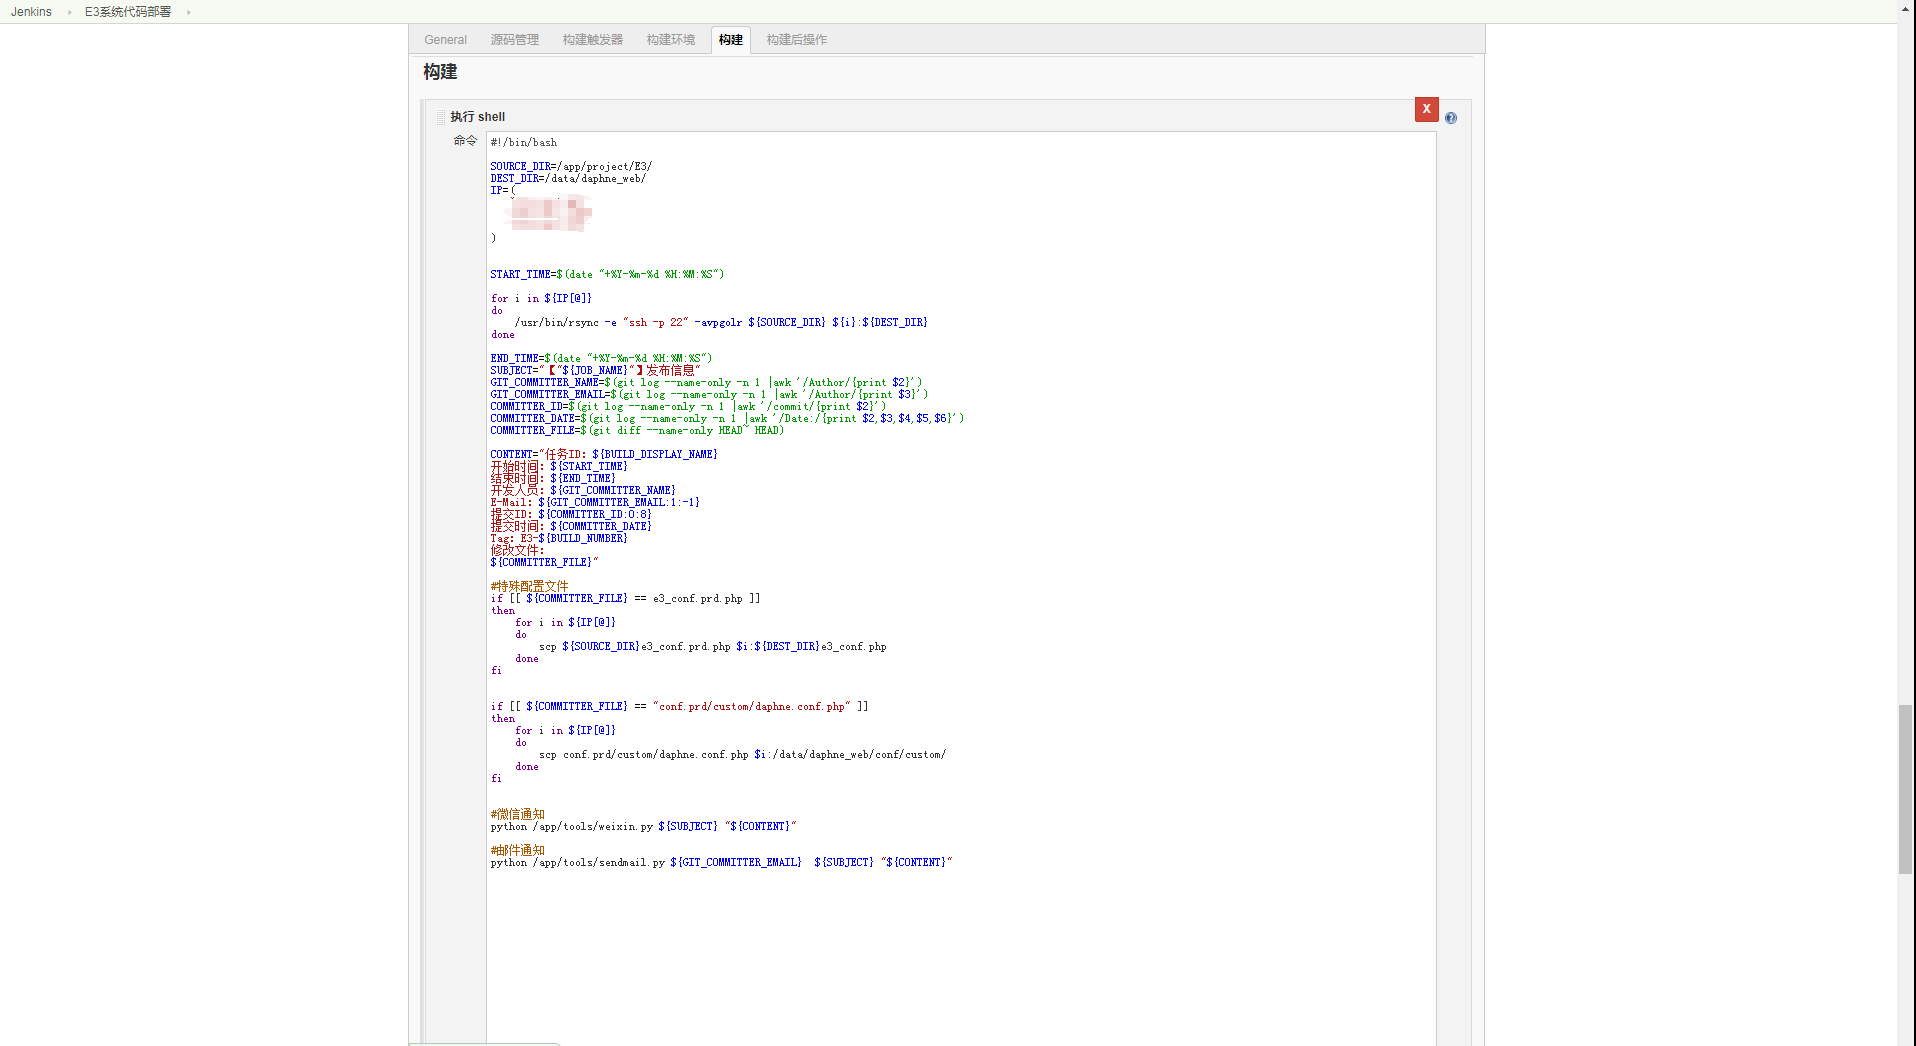 Jenkins
E3系统代码部署
General 源码管理 构建触发器 构建环境 构建 构建后操作
构建
执行 shell
X
?
命令
#!/bin/bash
SOURCE_DIR=/app/project/E3/
DEST_DIR=/data/daphne_web/
IP=(
)
START_TIME=$(date "+%Y-%m-%d %H:%M:%S")
for i in ${IP[@]}
do
/usr/bin/rsync -e "ssh -p 22" -avpgolr ${SOURCE_DIR} ${i}:${DEST_DIR}
done
END_TIME=$(date "+%Y-%m-%d %H:%M:%S")
SUBJECT="【"${JOB_NAME}"】发布信息"
GIT_COMMITTER_NAME=$(git log --name-only -n 1 |awk '/Author/{print $2}')
GIT_COMMITTER_EMAIL=$(git log --name-only -n 1 |awk '/Author/{print $3}')
COMMITTER_ID=$(git log --name-only -n 1 |awk '/commit/{print $2}')
COMMITTER_DATE=$(git log --name-only -n 1 |awk '/Date:/{print $2,$3,$4,$5,$6}')
COMMITTER_FILE=$(git diff --name-only HEAD~ HEAD)
CONTENT="任务ID: ${BUILD_DISPLAY_NAME}
开始时间: ${START_TIME}
结束时间: ${END_TIME}
开发人员: ${GIT_COMMITTER_NAME}
E-Mail: ${GIT_COMMITTER_EMAIL:1:-1}
提交ID: ${COMMITTER_ID:0:8}
提交时间: ${COMMITTER_DATE}
Tag: E3-${BUILD_NUMBER}
修改文件:
${COMMITTER_FILE}"
#特殊配置文件
if [[ ${COMMITTER_FILE} == e3_conf.prd.php ]]
then
for i in ${IP[@]}
do
scp ${SOURCE_DIR}e3_conf.prd.php $i:${DEST_DIR}e3_conf.php
done
fi
if [[ ${COMMITTER_FILE} == "conf.prd/custom/daphne.conf.php" ]]
then
for i in ${IP[@]}
do
scp conf.prd/custom/daphne.conf.php $i:/data/daphne_web/conf/custom/
done
fi
#微信通知
python /app/tools/weixin.py ${SUBJECT} "${CONTENT}"
#邮件通知
python /app/tools/sendmail.py ${GIT_COMMITTER_EMAIL} ${SUBJECT} "${CONTENT}"